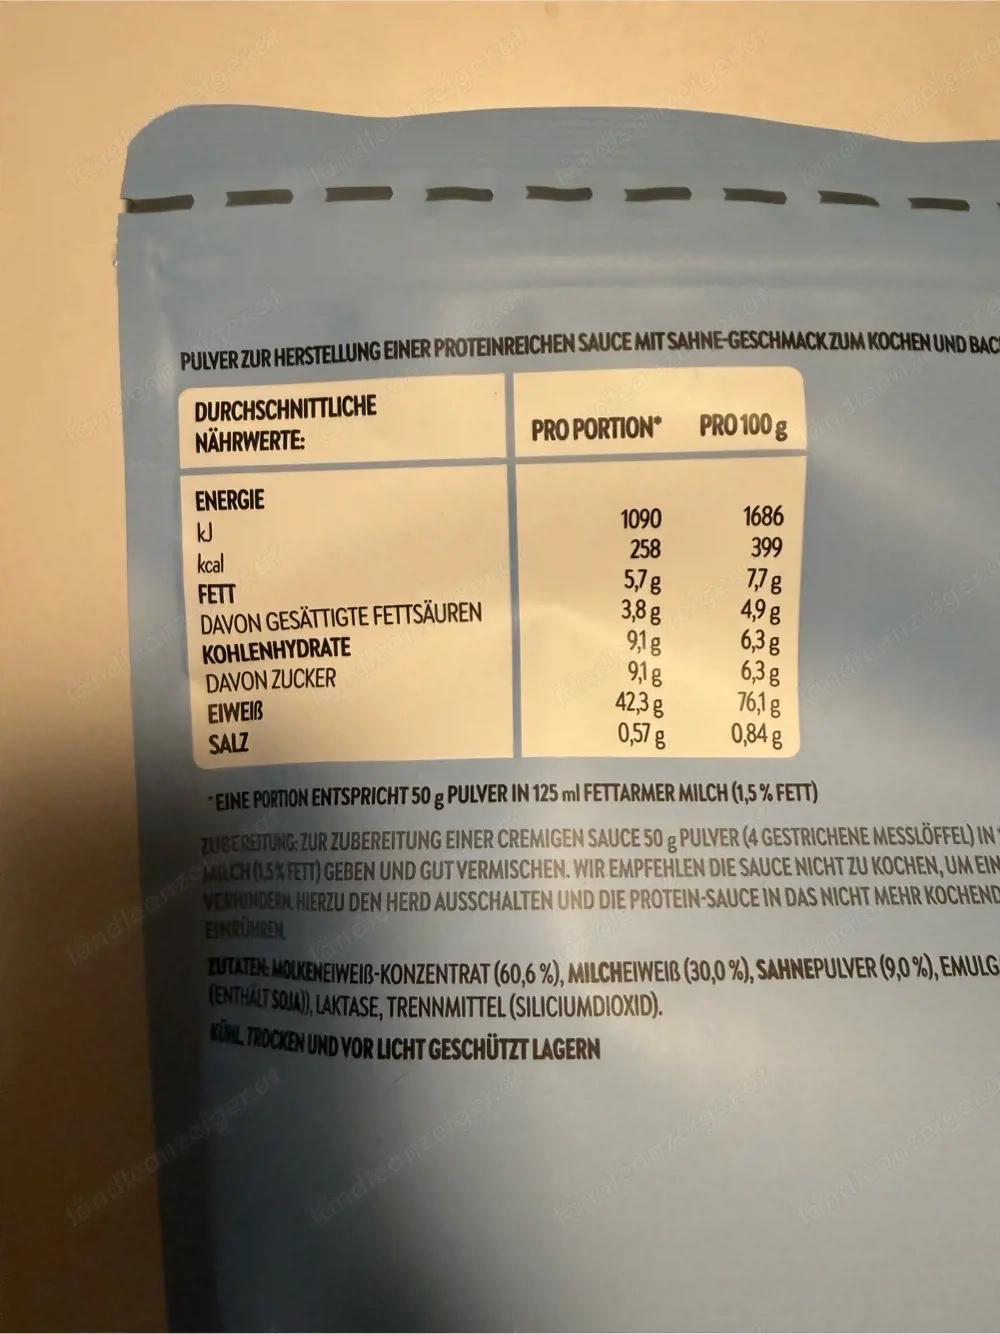 PULVER ZUR HERSTELLUNG EINER PROTEINREICHEN SAUCE MIT SAHNE-GESCHMACK ZUM KOCHEN UND BAC
DURCHSCHNITTLICHE
NÄHRWERTE:
PRO PORTION* PRO 100 g
ENERGIE
kJ 1090 1686
kcal 258 399
FETT 5,7 g 7,7 g
DAVON GESÄTTIGTE FETTSÄUREN 3,8 g 4,9 g
KOHLENHYDRATE 9,1 g 6,3 g
DAVON ZUCKER 9,1 g 6,3 g
EIWEIß 42,3 g 76,1 g
SALZ 0,57 g 0,84 g
*EINE PORTION ENTSPRICHT 50 g PULVER IN 125 ml FETTARMER MILCH (1,5 % FETT)
ZUBEREITUNG: ZUR ZUBEREITUNG EINER CREMIGEN SAUCE 50 g PULVER (4 GESTRICHENE MESSLÖFFEL) IN
MILCH (1,5 % FETT) GEBEN UND GUT VERMISCHEN. WIR EMPFEHLEN DIE SAUCE NICHT ZU KOCHEN, UM EIN
VERHINDERN. HIERZU DEN HERD AUSSCHALTEN UND DIE PROTEIN-SAUCE IN DAS NICHT MEHR KOCHEND
EINRÜHREN.
ZUTATEN: MOLKENEIWEIß-KONZENTRAT (60,6 %), MILCHEIWEIß (30,0 %), SAHNEPULVER (9,0 %), EMULG
(ENTHÄLT SOJA)), LAKTASE, TRENNMITTEL (SILICIUMDIOXID).
KÜHL, TROCKEN UND VOR LICHT GESCHÜTZT LAGERN
ländleanzeiger.at